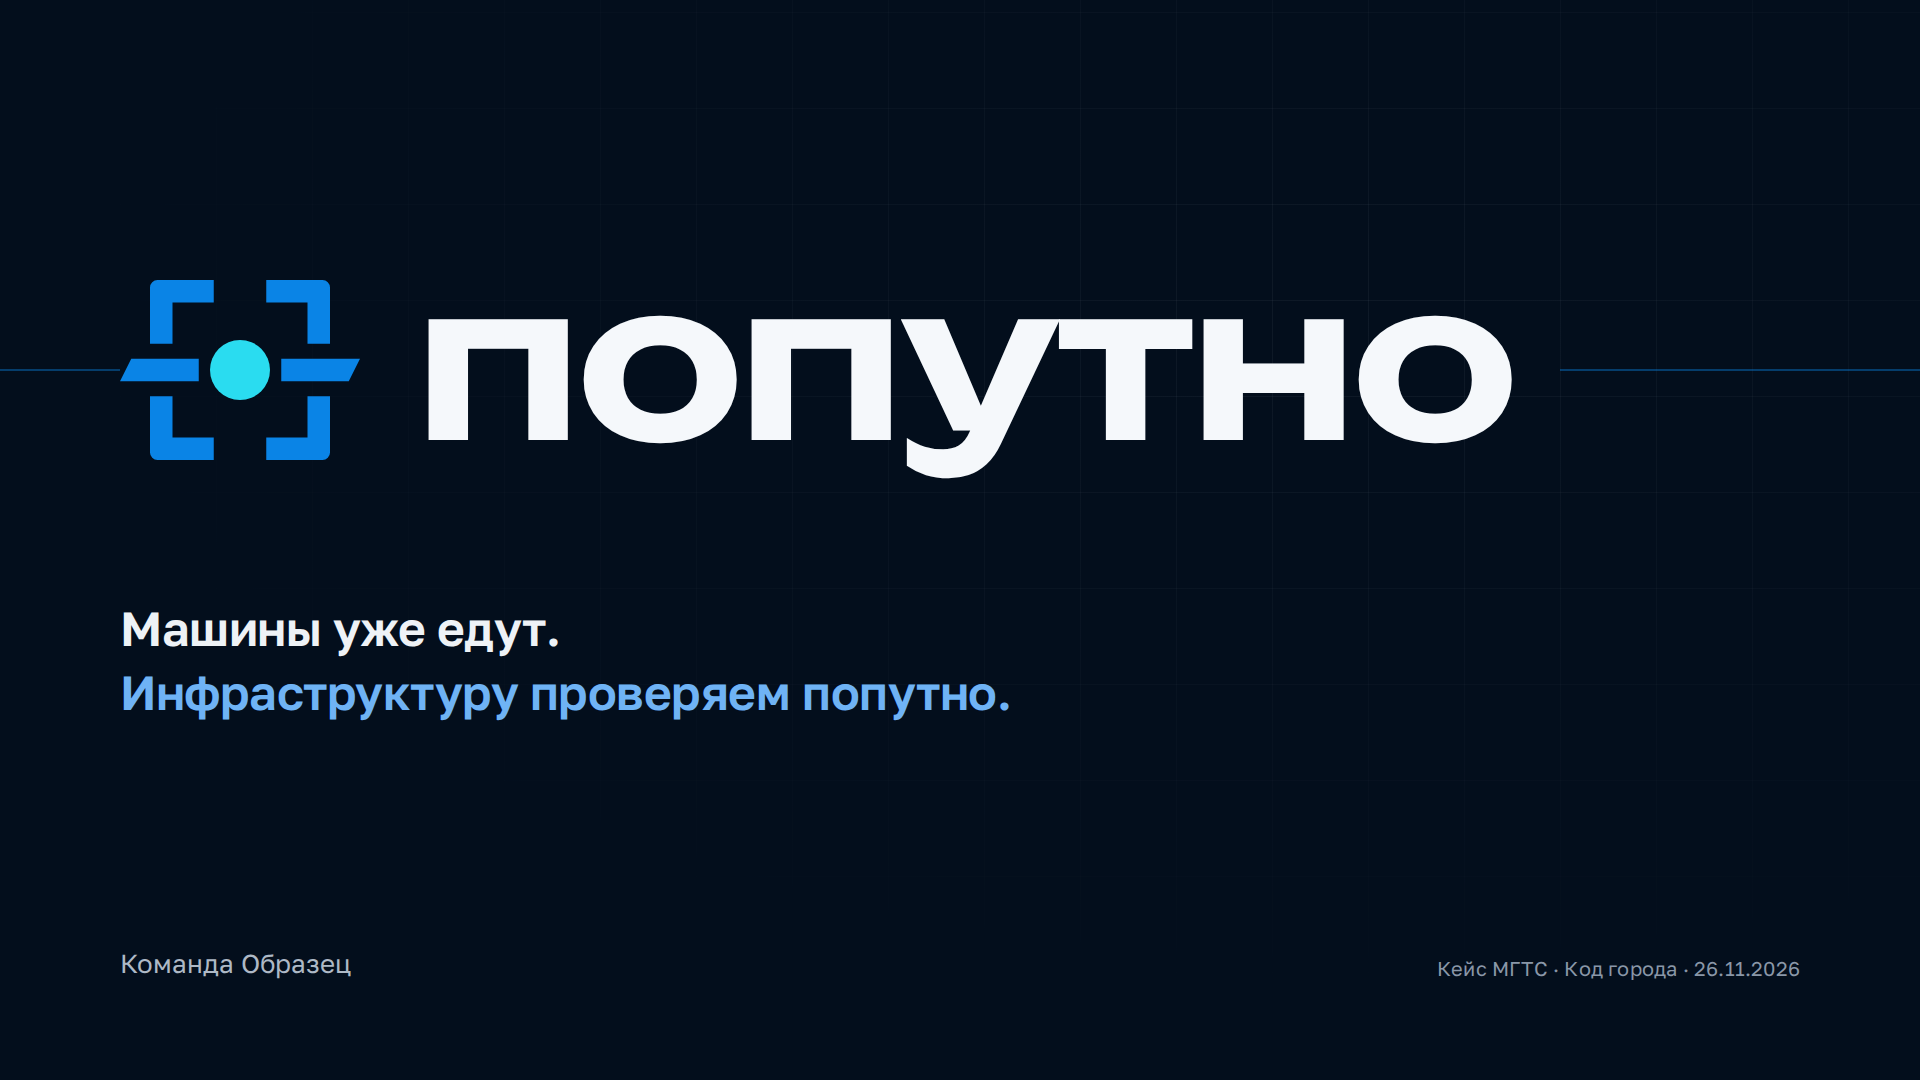 ПОПУТНО
Машины уже едут.
Инфраструктуру проверяем попутно.
Команда Образец
Кейс МГТС · Код города · 26.11.2026